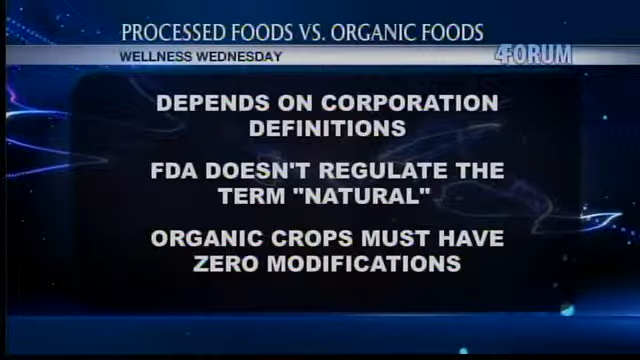 PROCESSED FOODS VS. ORGANIC FOODS
WELLNESS WEDNESDAY
4FORUM
DEPENDS ON CORPORATION
DEFINITIONS
FDA DOESN'T REGULATE THE
TERM "NATURAL"
ORGANIC CROPS MUST HAVE
ZERO MODIFICATIONS